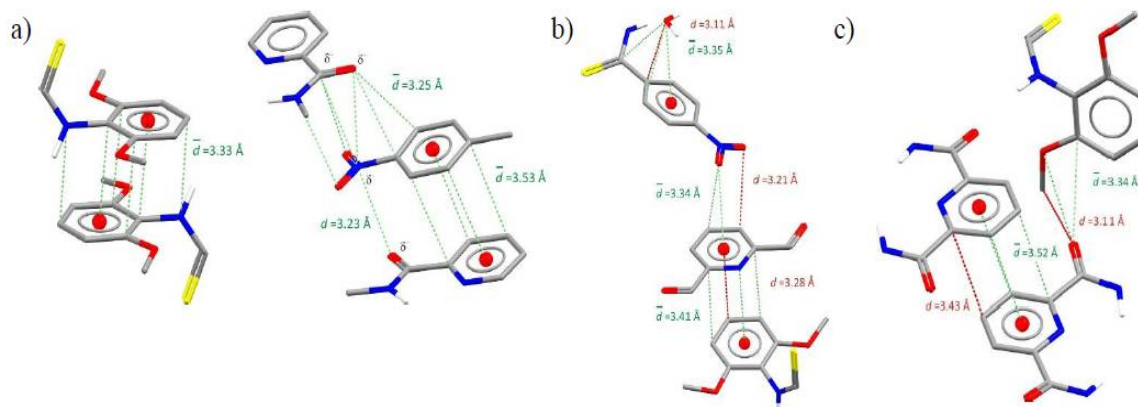 a)
d̅=3.33 Å
δ⁻
δ⁻
d̅=3.25 Å
δ⁻
d̅=3.53 Å
d=3.23 Å
δ⁻
b)
d=3.11 Å
d̅=3.35 Å
d̅=3.34 Å
d=3.21 Å
d=3.28 Å
d̅=3.41 Å
c)
d̅=3.34 Å
d=3.11 Å
d̅=3.52 Å
d=3.43 Å